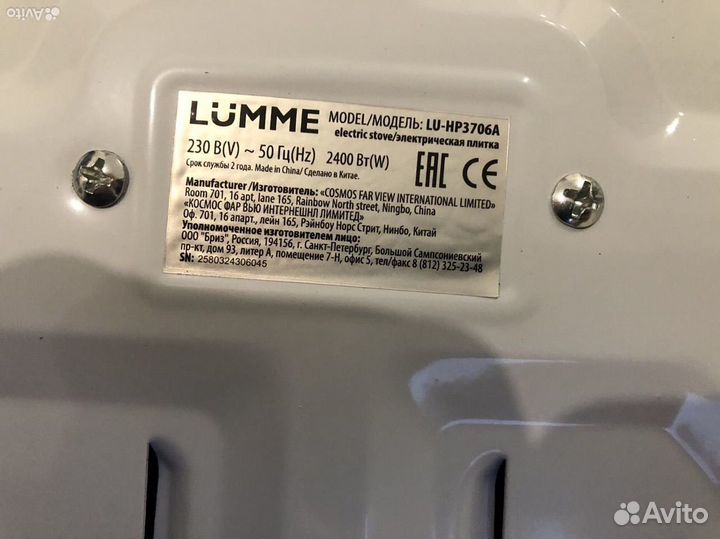 Avito
LUMME MODEL/МОДЕЛЬ: LU-HP3706A
electric stove/электрическая плитка
230 В(V) ~ 50 Гц(Hz) 2400 Вт(W)
Срок службы 2 года. Made in China/ Сделано в Китае.
EAC CE
Manufacturer /Изготовитель: «COSMOS FAR VIEW INTERNATIONAL LIMITED»
Room 701, 16 apt, lane 165, Rainbow North street, Ningbo, China
«КОСМОС ФАР ВЬЮ ИНТЕРНЕШНЛ ЛИМИТЕД»
Оф. 701, 16 апарт., лейн 165, Рэйнбоу Норс Стрит, Нинбо, Китай
Уполномоченное изготовителем лицо:
ООО "Бриз", Россия, 194156, г. Санкт-Петербург, Большой Сампсониевский
пр-кт, дом 93, литер А, помещение 7-Н, офис 5, тел/факс 8 (812) 325-23-48
SN: 2580324306045
Avito